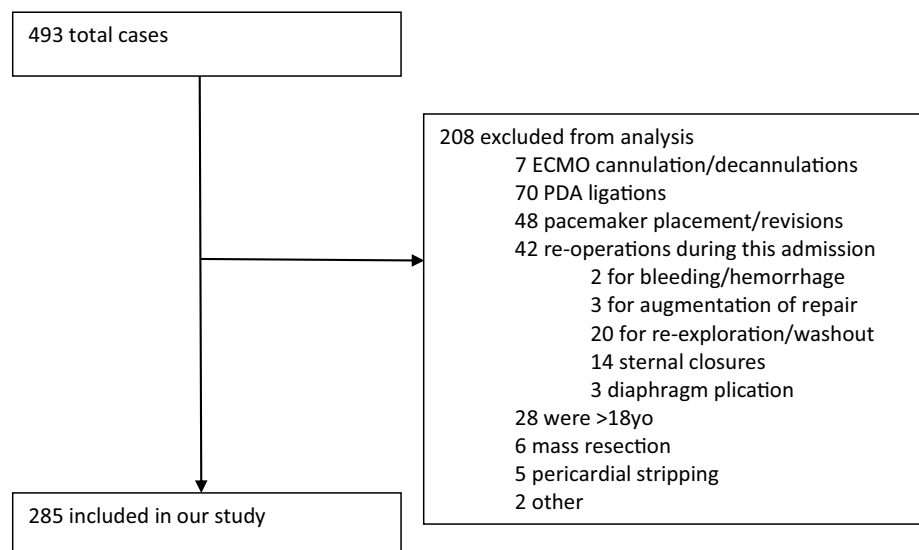 493 total cases
208 excluded from analysis
7 ECMO cannulation/decannulations
70 PDA ligations
48 pacemaker placement/revisions
42 re-operations during this admission
2 for bleeding/hemorrhage
3 for augmentation of repair
20 for re-exploration/washout
14 sternal closures
3 diaphragm plication
28 were >18yo
6 mass resection
5 pericardial stripping
2 other
285 included in our study